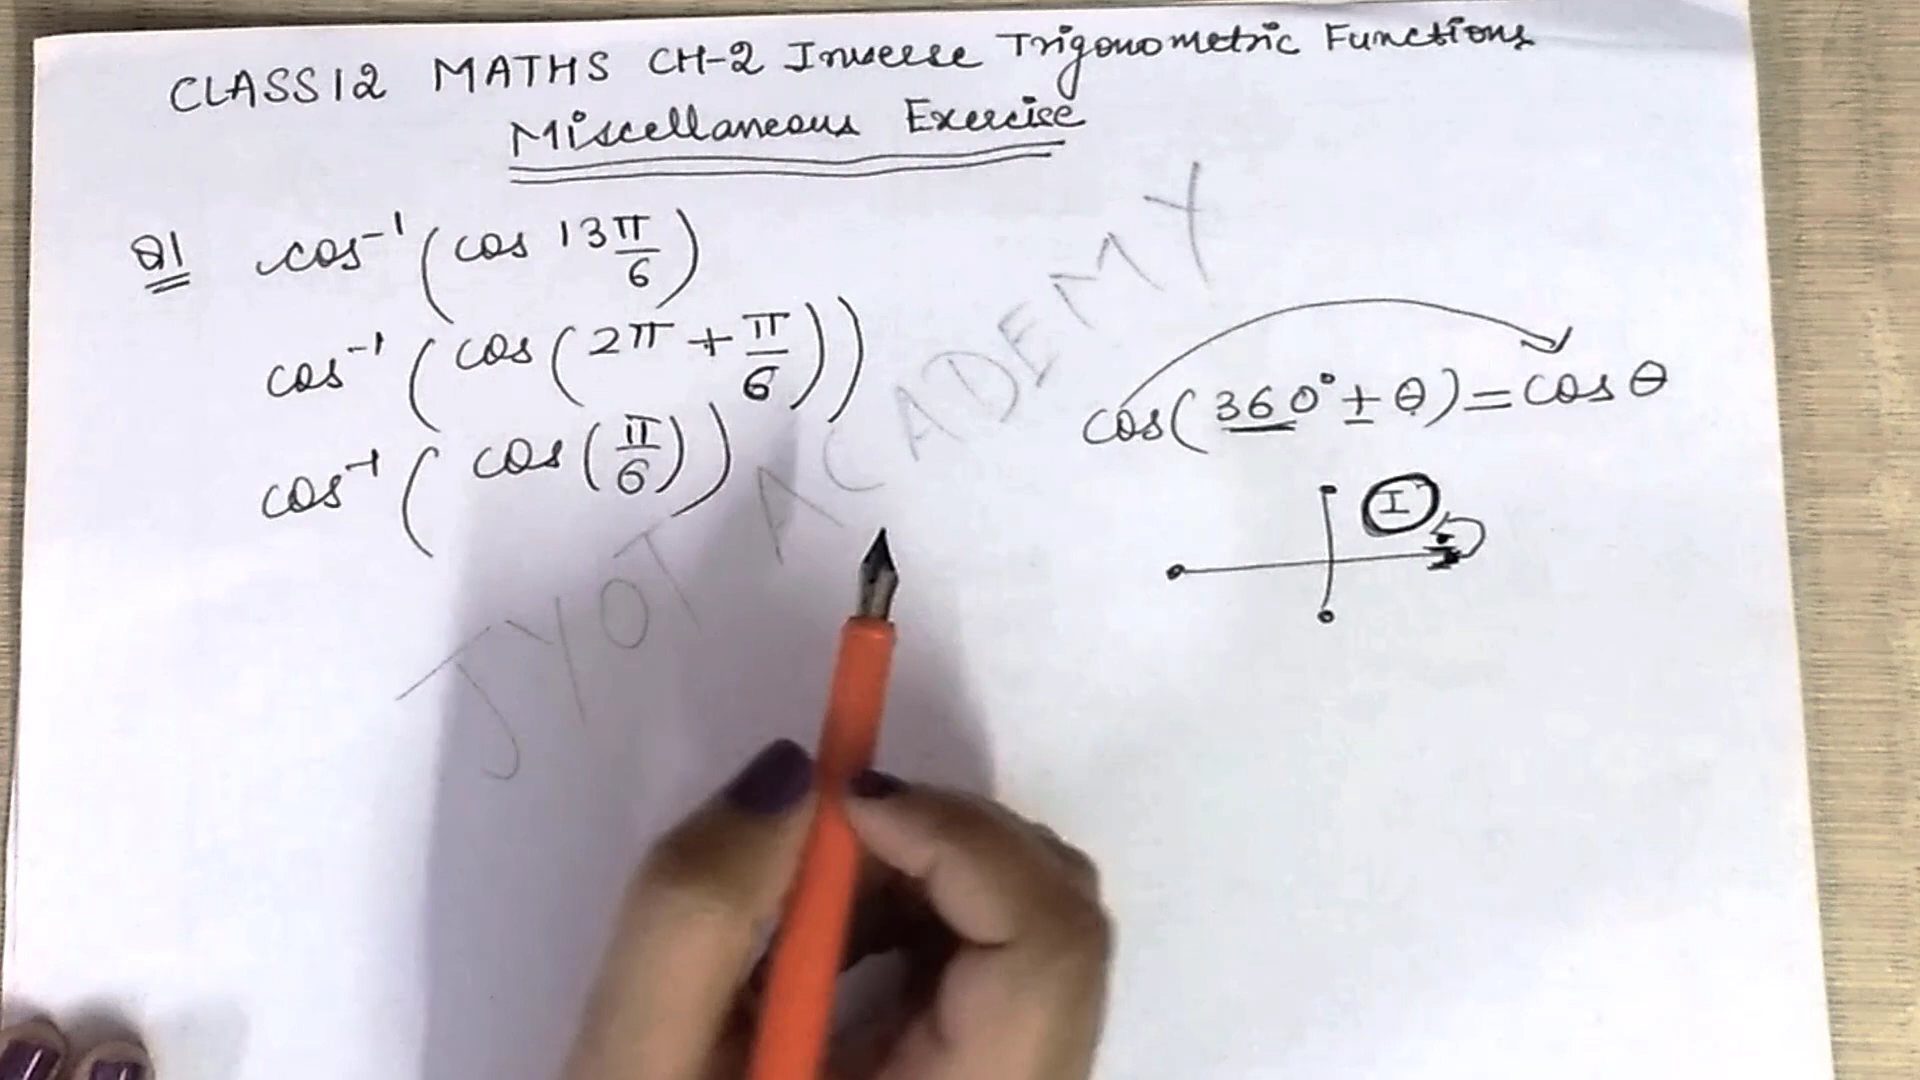 CLASS 12 MATHS CH-2 Inverse Trigonometric Functions
Miscellaneous Exercise
Q1 cos⁻¹(cos 13π/6)
cos⁻¹(cos(2π + π/6))
cos⁻¹(cos(π/6))
cos(360° ± θ) = cos θ
I
JYOT ACADEMY